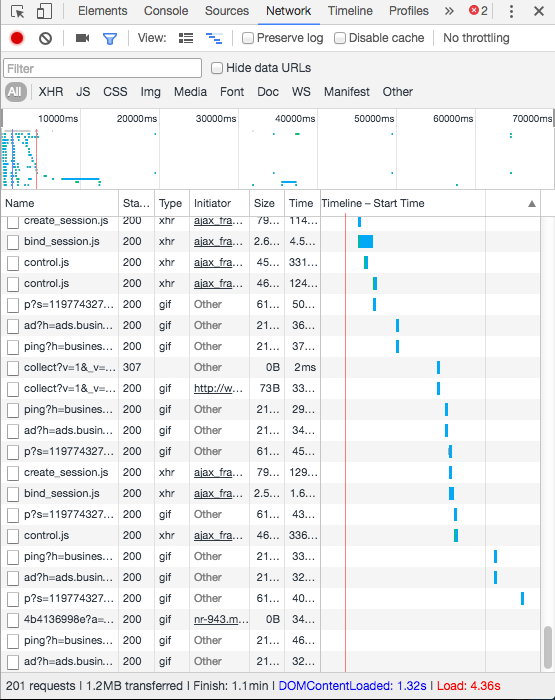 Elements Console Sources Network Timeline Profiles » 2
View: Preserve log Disable cache No throttling
Filter Hide data URLs
All XHR JS CSS Img Media Font Doc WS Manifest Other
10000ms 20000ms 30000ms 40000ms 50000ms 60000ms 70000ms
Name Sta... Type Initiator Size Time Timeline – Start Time
create_session.js 200 xhr ajax_fra... 79... 114...
bind_session.js 200 xhr ajax_fra... 2.6... 4.5...
control.js 200 xhr ajax_fra... 45... 331...
control.js 200 xhr ajax_fra... 46... 124...
p?s=119774327... 200 gif Other 61... 50...
ad?h=ads.busin... 200 gif Other 21... 36...
ping?h=busines... 200 gif Other 21... 37...
collect?v=1&_v=... 307 Other 0B 2ms
collect?v=1&_v=... 200 gif http://w... 73B 33...
ping?h=busines... 200 gif Other 21... 29...
ad?h=ads.busin... 200 gif Other 21... 34...
p?s=119774327... 200 gif Other 61... 45...
create_session.js 200 xhr ajax_fra... 79... 129...
bind_session.js 200 xhr ajax_fra... 2.5... 1.6...
p?s=119774327... 200 gif Other 61... 43...
control.js 200 xhr ajax_fra... 46... 336...
ping?h=busines... 200 gif Other 21... 33...
ad?h=ads.busin... 200 gif Other 21... 32...
p?s=119774327... 200 gif Other 61... 40...
4b4136998e?a=... 200 gif nr-943.m... 0B 34...
ping?h=busines... 200 gif Other 21... 46...
ad?h=ads.busin... 200 gif Other 21... 32...
201 requests | 1.2MB transferred | Finish: 1.1min | DOMContentLoaded: 1.32s | Load: 4.36s